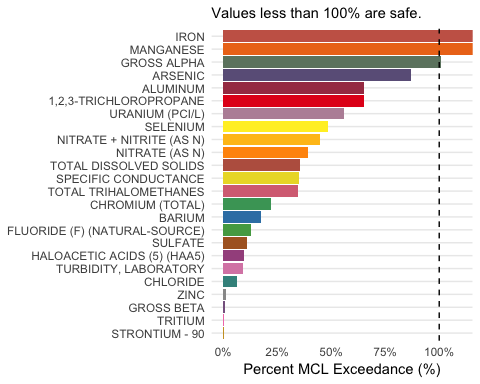 Values less than 100% are safe.
IRON
MANGANESE
GROSS ALPHA
ARSENIC
ALUMINUM
1,2,3-TRICHLOROPROPANE
URANIUM (PCI/L)
SELENIUM
NITRATE + NITRITE (AS N)
NITRATE (AS N)
TOTAL DISSOLVED SOLIDS
SPECIFIC CONDUCTANCE
TOTAL TRIHALOMETHANES
CHROMIUM (TOTAL)
BARIUM
FLUORIDE (F) (NATURAL-SOURCE)
SULFATE
HALOACETIC ACIDS (5) (HAA5)
TURBIDITY, LABORATORY
CHLORIDE
ZINC
GROSS BETA
TRITIUM
STRONTIUM - 90
0% 25% 50% 75% 100%
Percent MCL Exceedance (%)